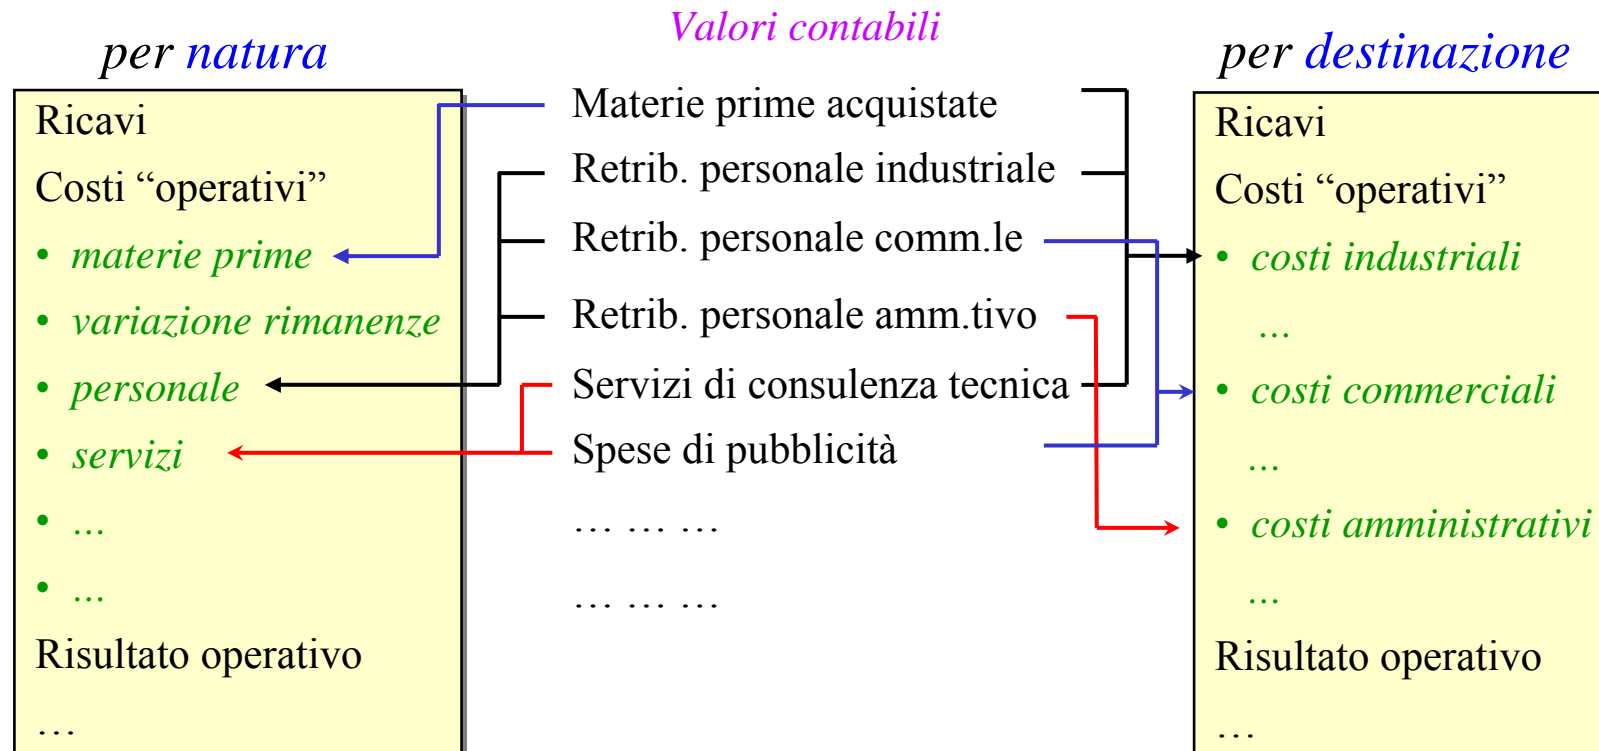 Valori contabili
per natura
Ricavi
Costi “operativi”
• materie prime
• variazione rimanenze
• personale
• servizi
• ...
• ...
Risultato operativo
…
Materie prime acquistate
Retrib. personale industriale
Retrib. personale comm.le
Retrib. personale amm.tivo
Servizi di consulenza tecnica
Spese di pubblicità
… … …
… … …
per destinazione
Ricavi
Costi “operativi”
• costi industriali
...
• costi commerciali
...
• costi amministrativi
...
Risultato operativo
…